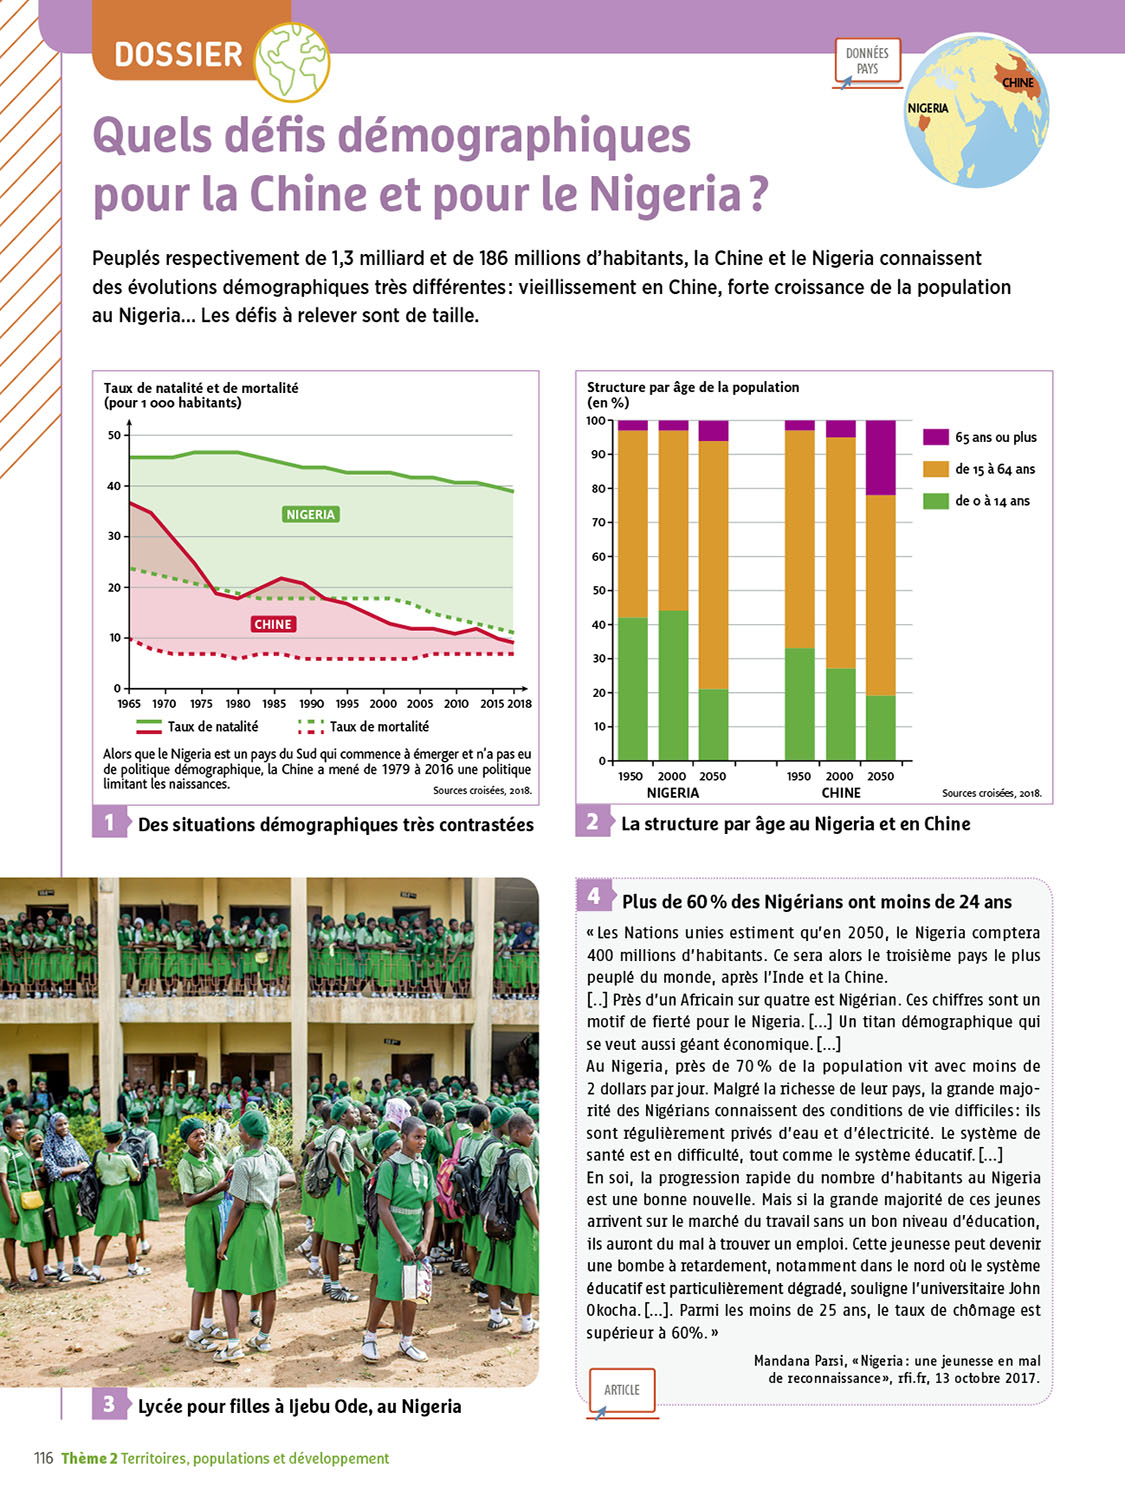 DOSSIER
DONNÉES
PAYS
CHINE
NIGERIA
Quels défis démographiques
pour la Chine et pour le Nigeria ?
Peuplés respectivement de 1,3 milliard et de 186 millions d’habitants, la Chine et le Nigeria connaissent
des évolutions démographiques très différentes : vieillissement en Chine, forte croissance de la population
au Nigeria... Les défis à relever sont de taille.
Taux de natalité et de mortalité
(pour 1 000 habitants)
50
40
30
20
10
0
NIGERIA
CHINE
1965 1970 1975 1980 1985 1990 1995 2000 2005 2010 2015 2018
Taux de natalité Taux de mortalité
Alors que le Nigeria est un pays du Sud qui commence à émerger et n’a pas eu
de politique démographique, la Chine a mené de 1979 à 2016 une politique
limitant les naissances.
Sources croisées, 2018.
1 Des situations démographiques très contrastées
Structure par âge de la population
(en %)
100
90
80
70
60
50
40
30
20
10
0
65 ans ou plus
de 15 à 64 ans
de 0 à 14 ans
1950 2000 2050 1950 2000 2050
NIGERIA CHINE
Sources croisées, 2018.
2 La structure par âge au Nigeria et en Chine
3 Lycée pour filles à Ijebu Ode, au Nigeria
4 Plus de 60 % des Nigérians ont moins de 24 ans
« Les Nations unies estiment qu’en 2050, le Nigeria comptera
400 millions d’habitants. Ce sera alors le troisième pays le plus
peuplé du monde, après l’Inde et la Chine.
[..] Près d’un Africain sur quatre est Nigérian. Ces chiffres sont un
motif de fierté pour le Nigeria. [...] Un titan démographique qui
se veut aussi géant économique. [...]
Au Nigeria, près de 70 % de la population vit avec moins de
2 dollars par jour. Malgré la richesse de leur pays, la grande majo-
rité des Nigérians connaissent des conditions de vie difficiles : ils
sont régulièrement privés d’eau et d’électricité. Le système de
santé est en difficulté, tout comme le système éducatif. [...]
En soi, la progression rapide du nombre d’habitants au Nigeria
est une bonne nouvelle. Mais si la grande majorité de ces jeunes
arrivent sur le marché du travail sans un bon niveau d’éducation,
ils auront du mal à trouver un emploi. Cette jeunesse peut devenir
une bombe à retardement, notamment dans le nord où le système
éducatif est particulièrement dégradé, souligne l’universitaire John
Okocha. [...]. Parmi les moins de 25 ans, le taux de chômage est
supérieur à 60%. »
Mandana Parsi, « Nigeria : une jeunesse en mal
de reconnaissance », rfi.fr, 13 octobre 2017.
ARTICLE
116 Thème 2 Territoires, populations et développement